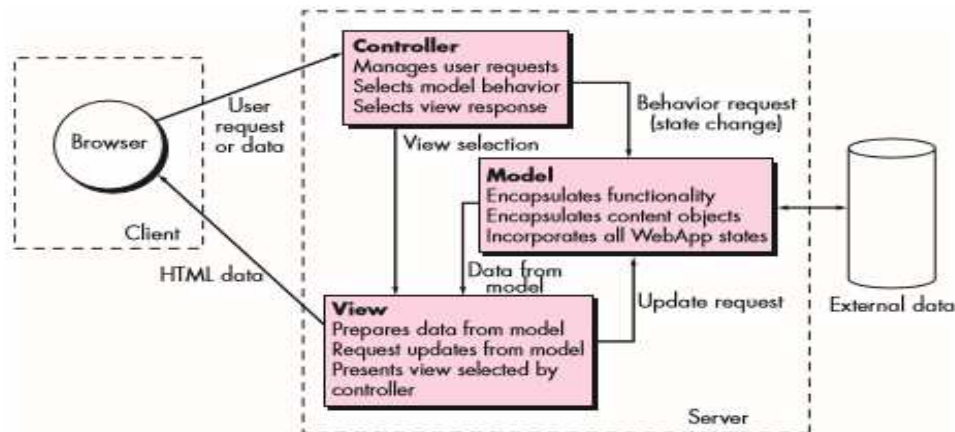 Controller
Manages user requests
Selects model behavior
Selects view response
Browser
User
request
or data
Behavior request
(state change)
View selection
Model
Encapsulates functionality
Encapsulates content objects
Incorporates all WebApp states
Client
HTML data
Data from
model
Update request
External data
View
Prepares data from model
Request updates from model
Presents view selected by
controller
Server